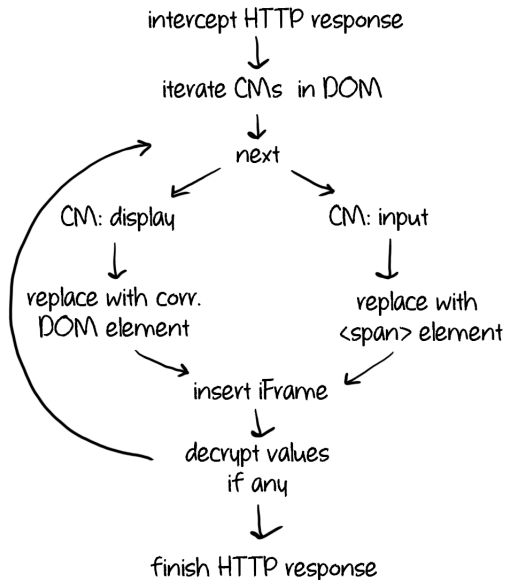 intercept HTTP response
iterate CMs in DOM
next
CM: display
CM: input
replace with corr.
DOM element
replace with
<span> element
insert iFrame
decrypt values
if any
finish HTTP response